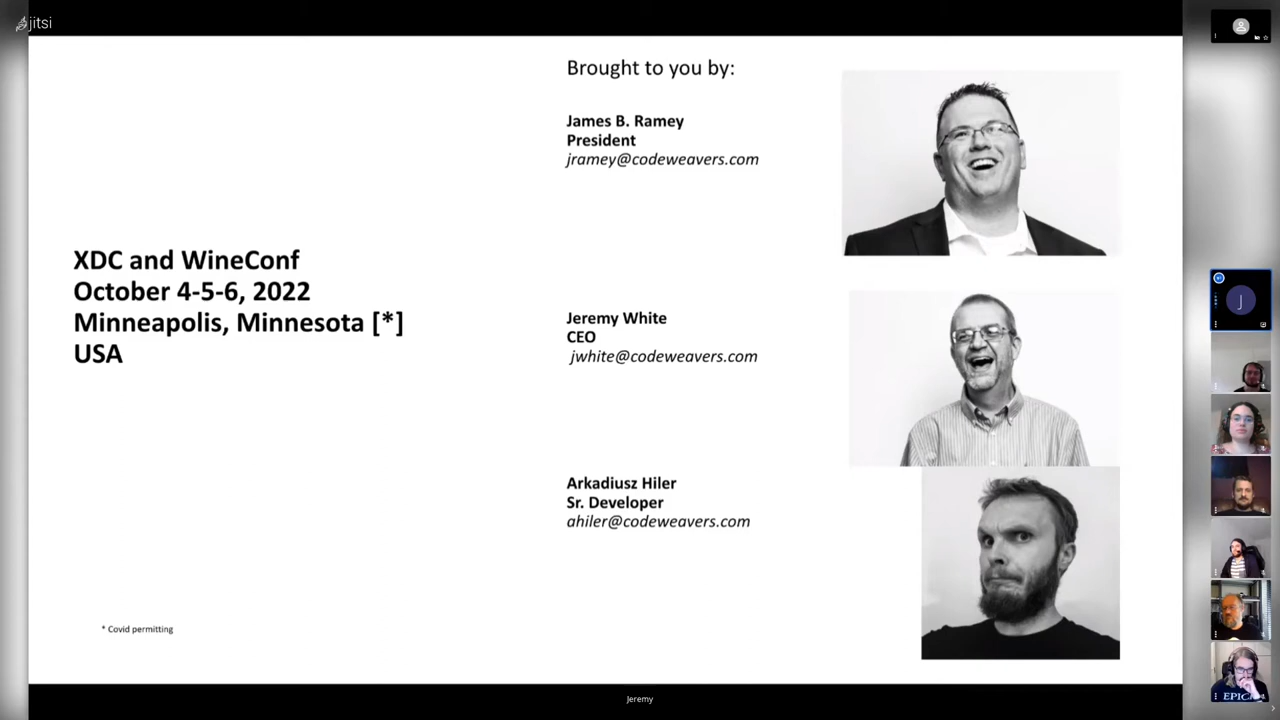 jitsi
Brought to you by:
James B. Ramey
President
jramey@codeweavers.com
XDC and WineConf
October 4-5-6, 2022
Minneapolis, Minnesota [*]
USA
Jeremy White
CEO
jwhite@codeweavers.com
Arkadiusz Hiler
Sr. Developer
ahiler@codeweavers.com
* Covid permitting
J
EPIC
Jeremy